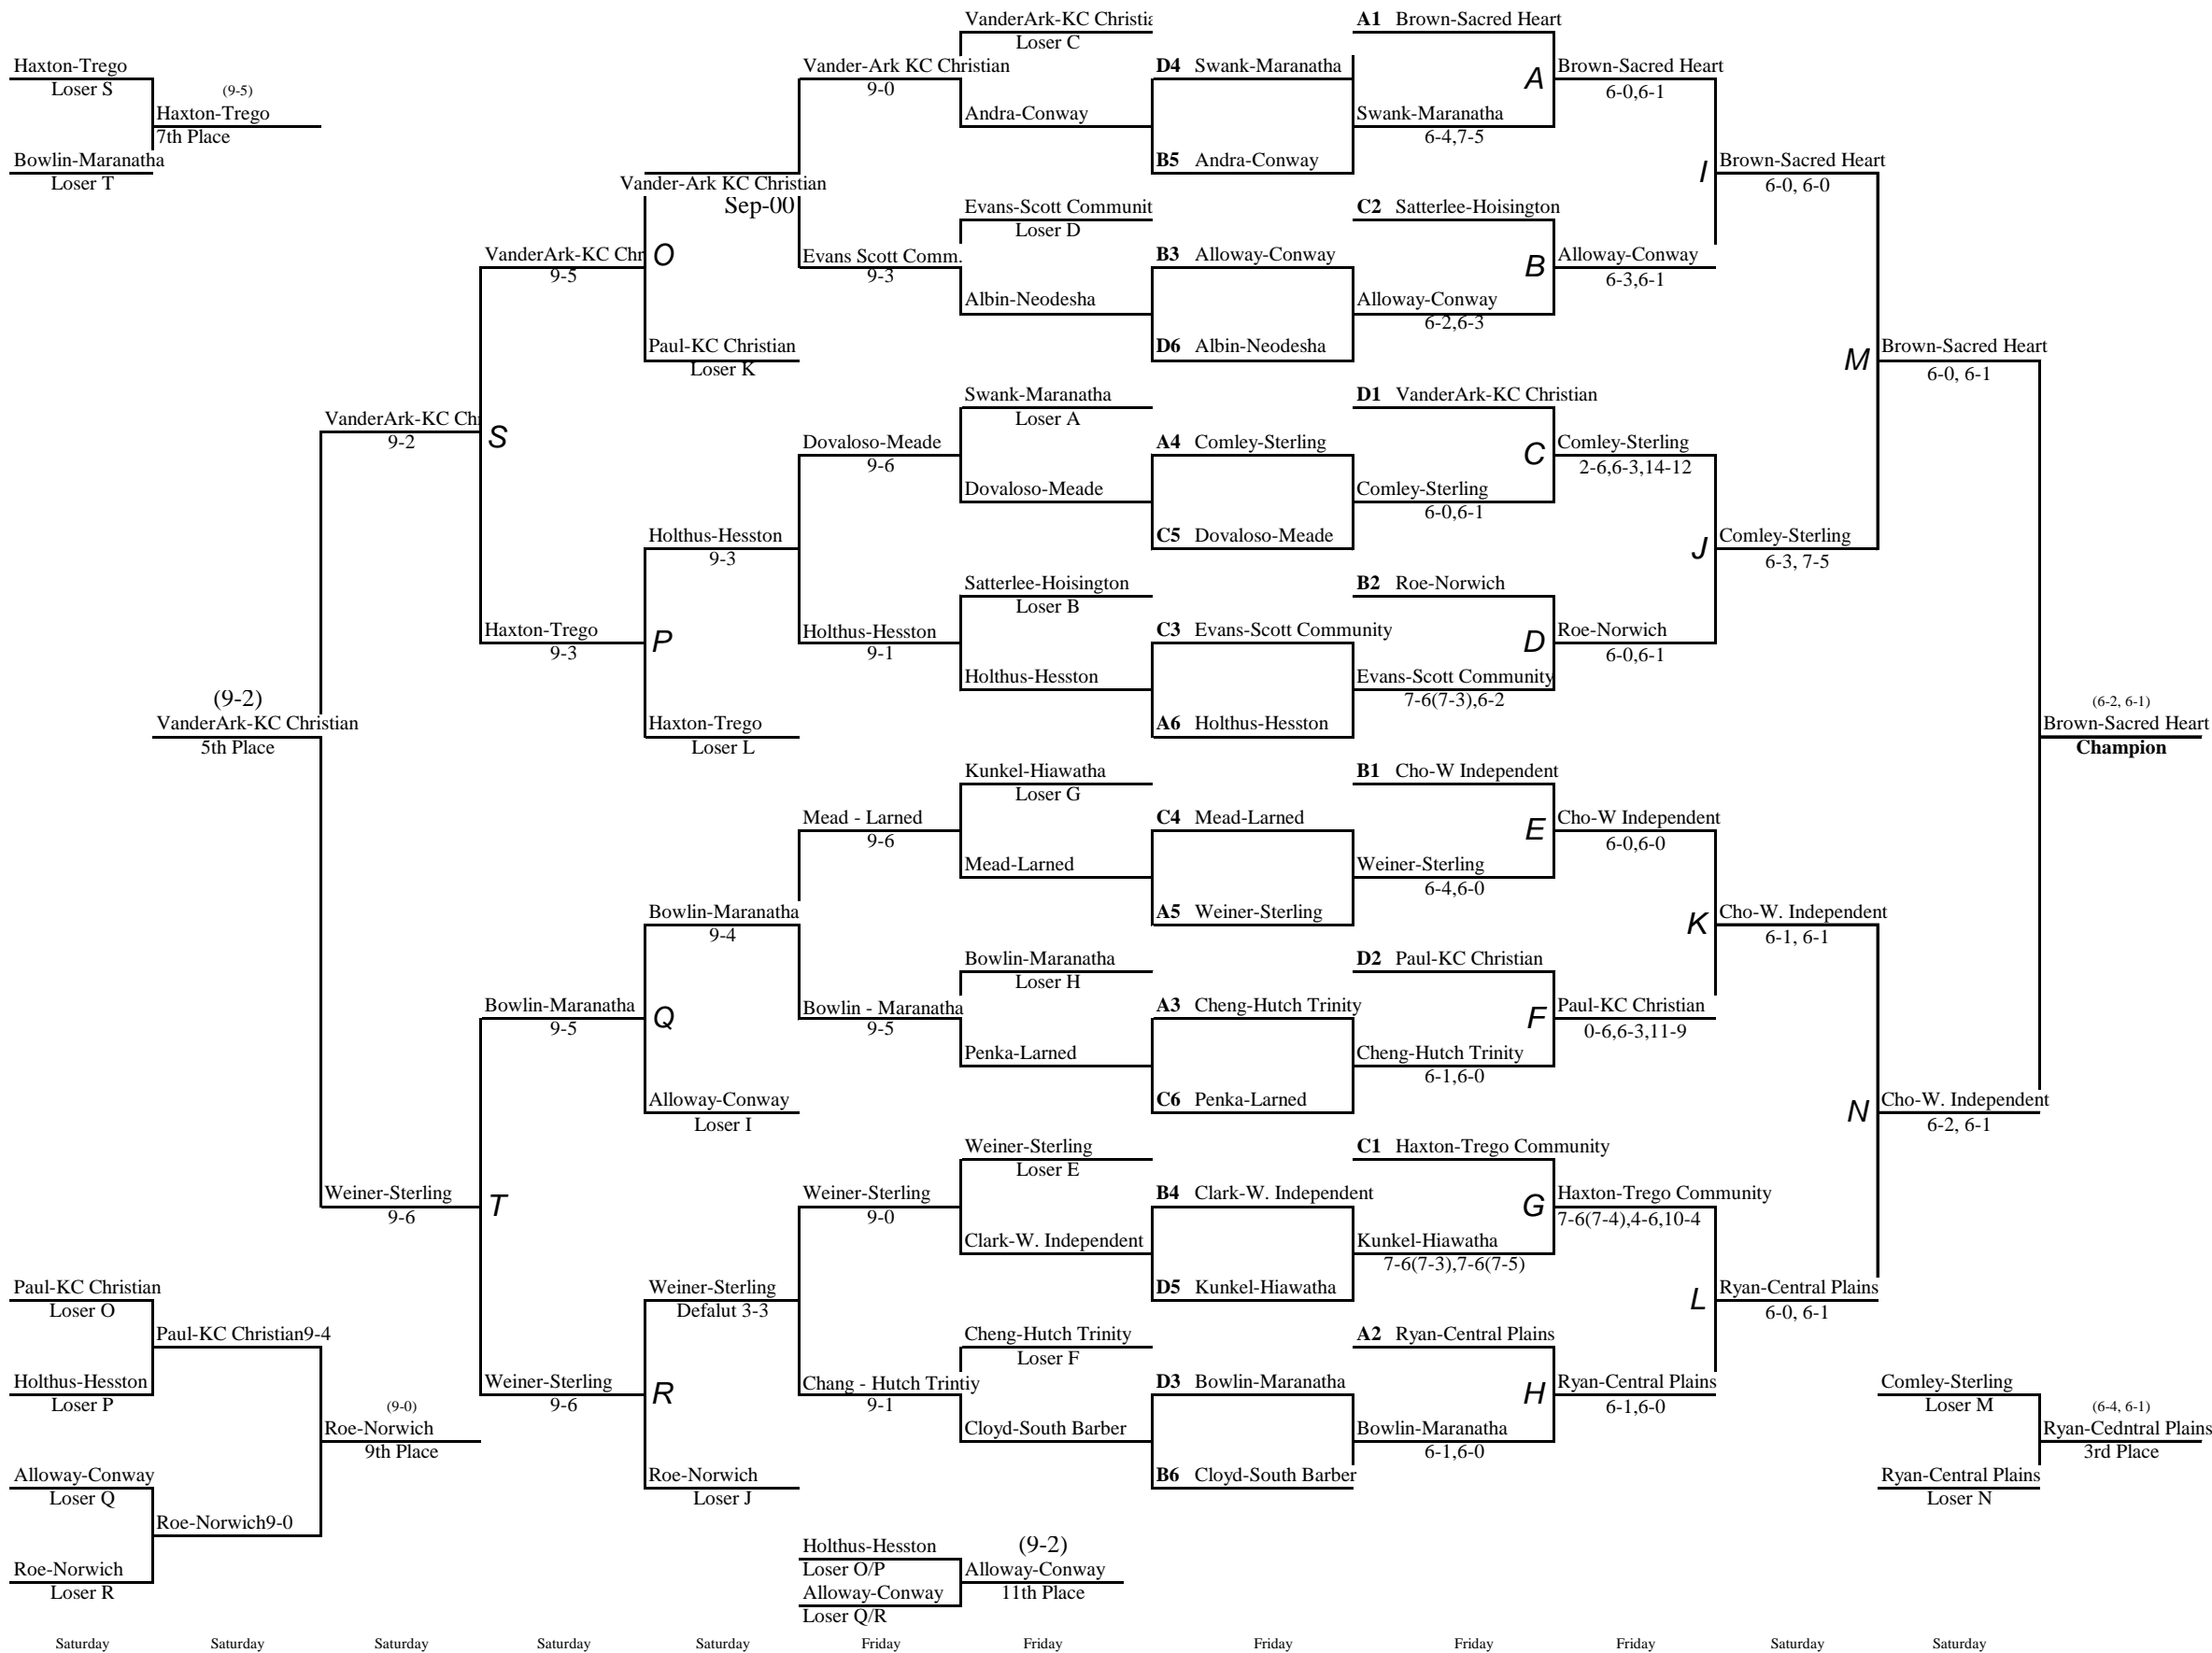 VanderArk-KC Christia
A1 Brown-Sacred Heart
Loser C
Haxton-Trego
Vander-Ark KC Christian
D4 Swank-Maranatha
A
Brown-Sacred Heart
Loser S
(9-5)
9-0
6-0,6-1
Haxton-Trego
Andra-Conway
Swank-Maranatha
7th Place
6-4,7-5
Bowlin-Maranatha
B5 Andra-Conway
I
Brown-Sacred Heart
Loser T
Vander-Ark KC Christian
6-0, 6-0
Sep-00
Evans-Scott Communit
C2 Satterlee-Hoisington
Loser D
VanderArk-KC Chr
O
Evans Scott Comm.
B3 Alloway-Conway
B
Alloway-Conway
9-5
9-3
6-3,6-1
Albin-Neodesha
Alloway-Conway
6-2,6-3
Paul-KC Christian
D6 Albin-Neodesha
M
Brown-Sacred Heart
Loser K
6-0, 6-1
Swank-Maranatha
D1 VanderArk-KC Christian
VanderArk-KC Ch
Loser A
9-2
S
Dovaloso-Meade
A4 Comley-Sterling
C
Comley-Sterling
9-6
2-6,6-3,14-12
Dovaloso-Meade
Comley-Sterling
6-0,6-1
Holthus-Hesston
C5 Dovaloso-Meade
J
Comley-Sterling
9-3
6-3, 7-5
Satterlee-Hoisington
B2 Roe-Norwich
Loser B
Haxton-Trego
P
Holthus-Hesston
C3 Evans-Scott Community
D
Roe-Norwich
9-3
9-1
6-0,6-1
Holthus-Hesston
Evans-Scott Community
(9-2)
7-6(7-3),6-2
(6-2, 6-1)
VanderArk-KC Christian
Haxton-Trego
A6 Holthus-Hesston
Brown-Sacred Heart
5th Place
Loser L
Champion
Kunkel-Hiawatha
B1 Cho-W Independent
Loser G
Mead - Larned
C4 Mead-Larned
E
Cho-W Independent
9-6
6-0,6-0
Mead-Larned
Weiner-Sterling
6-4,6-0
Bowlin-Maranatha
A5 Weiner-Sterling
K
Cho-W. Independent
9-4
6-1, 6-1
Bowlin-Maranatha
D2 Paul-KC Christian
Loser H
Bowlin-Maranatha
Q
Bowlin - Maranatha
A3 Cheng-Hutch Trinity
F
Paul-KC Christian
9-5
9-5
0-6,6-3,11-9
Penka-Larned
Cheng-Hutch Trinity
6-1,6-0
Alloway-Conway
C6 Penka-Larned
N
Cho-W. Independent
Loser I
6-2, 6-1
Weiner-Sterling
C1 Haxton-Trego Community
Loser E
Weiner-Sterling
T
Weiner-Sterling
B4 Clark-W. Independent
G
Haxton-Trego Community
9-6
9-0
7-6(7-4),4-6,10-4
Clark-W. Independent
Kunkel-Hiawatha
7-6(7-3),7-6(7-5)
Paul-KC Christian
Weiner-Sterling
D5 Kunkel-Hiawatha
L
Ryan-Central Plains
Loser O
Defalut 3-3
6-0, 6-1
Paul-KC Christian9-4
Cheng-Hutch Trinity
A2 Ryan-Central Plains
Loser F
Holthus-Hesston
Weiner-Sterling
R
Chang - Hutch Trintiy
D3 Bowlin-Maranatha
H
Ryan-Central Plains
Comley-Sterling
Loser P
9-6
9-1
6-1,6-0
Loser M
(9-0)
(6-4, 6-1)
Roe-Norwich
Cloyd-South Barber
Bowlin-Maranatha
Ryan-Cedntral Plains
9th Place
6-1,6-0
3rd Place
Alloway-Conway
Roe-Norwich
B6 Cloyd-South Barber
Ryan-Central Plains
Loser Q
Loser J
Loser N
Roe-Norwich9-0
Holthus-Hesston
(9-2)
Roe-Norwich
Loser O/P
Alloway-Conway
Loser R
Alloway-Conway
11th Place
Loser Q/R
Saturday Saturday Saturday Saturday Saturday Friday Friday Friday Friday Friday Saturday Saturday